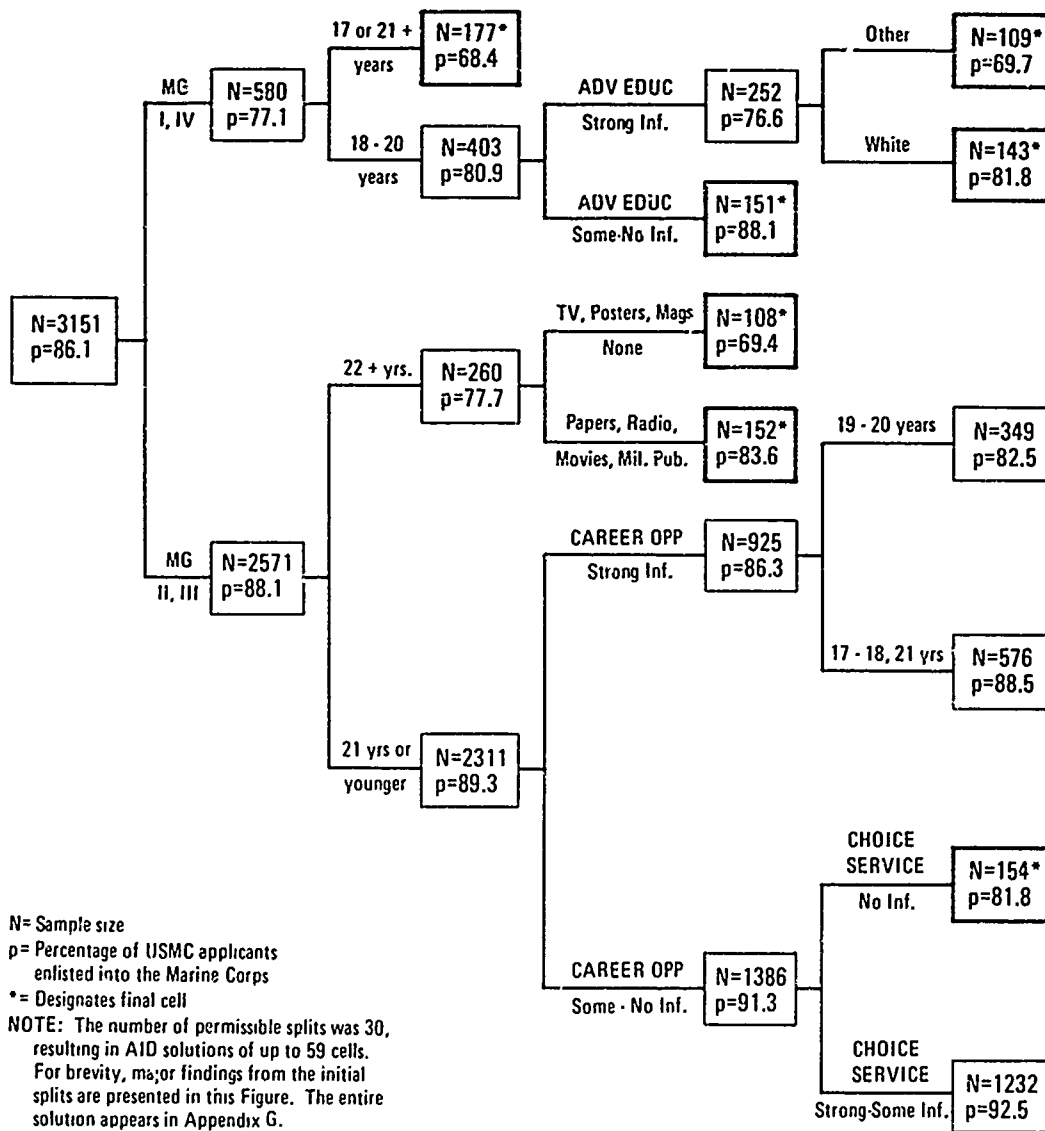 17 or 21 +
years
N=177*
p=68.4
Other
N=109*
p=69.7
MG
I, IV
N=580
p=77.1
ADV EDUC
Strong Inf.
N=252
p=76.6
18 - 20
years
N=403
p=80.9
White
N=143*
p=81.8
ADV EDUC
Some-No Inf.
N=151*
p=88.1
N=3151
p=86.1
TV, Posters, Mags
None
N=108*
p=69.4
22 + yrs.
N=260
p=77.7
Papers, Radio,
Movies, Mil. Pub.
N=152*
p=83.6
19 - 20 years
N=349
p=82.5
MG
II, III
N=2571
p=88.1
CAREER OPP
Strong Inf.
N=925
p=86.3
17 - 18, 21 yrs
N=576
p=88.5
21 yrs or
younger
N=2311
p=89.3
CHOICE
SERVICE
No Inf.
N=154*
p=81.8
CAREER OPP
Some - No Inf.
N=1386
p=91.3
CHOICE
SERVICE
Strong-Some Inf.
N=1232
p=92.5
N= Sample size
p= Percentage of USMC applicants
enlisted into the Marine Corps
*= Designates final cell
NOTE: The number of permissible splits was 30,
resulting in AID solutions of up to 59 cells.
For brevity, major findings from the initial
splits are presented in this Figure. The entire
solution appears in Appendix G.